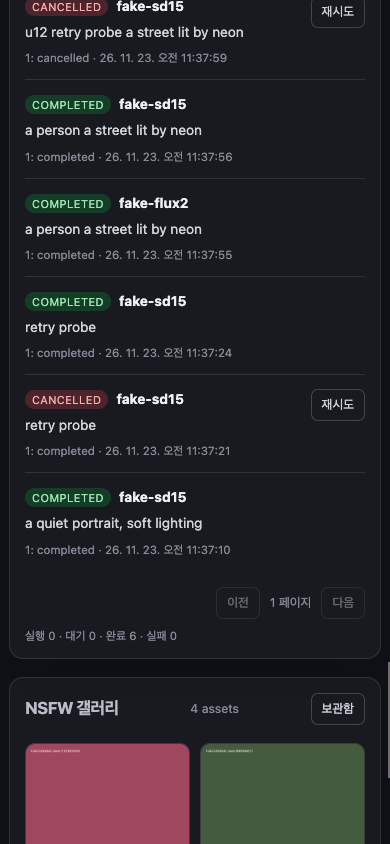 CANCELLED fake-sd15 재시도
u12 retry probe a street lit by neon
1: cancelled · 26. 11. 23. 오전 11:37:59
COMPLETED fake-sd15
a person a street lit by neon
1: completed · 26. 11. 23. 오전 11:37:56
COMPLETED fake-flux2
a person a street lit by neon
1: completed · 26. 11. 23. 오전 11:37:55
COMPLETED fake-sd15
retry probe
1: completed · 26. 11. 23. 오전 11:37:24
CANCELLED fake-sd15 재시도
retry probe
1: completed · 26. 11. 23. 오전 11:37:21
COMPLETED fake-sd15
a quiet portrait, soft lighting
1: completed · 26. 11. 23. 오전 11:37:10
이전 1 페이지 다음
실행 0 · 대기 0 · 완료 6 · 실패 0
NSFW 갤러리 4 assets 보관함